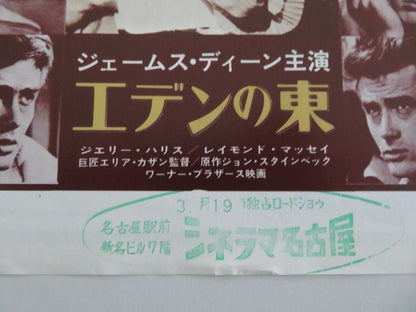 ジェームス・ディーン主演
エデンの東
ジエリー・ハリス/レイモンド・マッセイ
巨匠エリア・カザン監督/原作ジョン・スタインベック
ワーナー・ブラザース映画
3.月19 独占ロードショウ
名古屋駅前
新名ビル7階
シネラマ名古屋